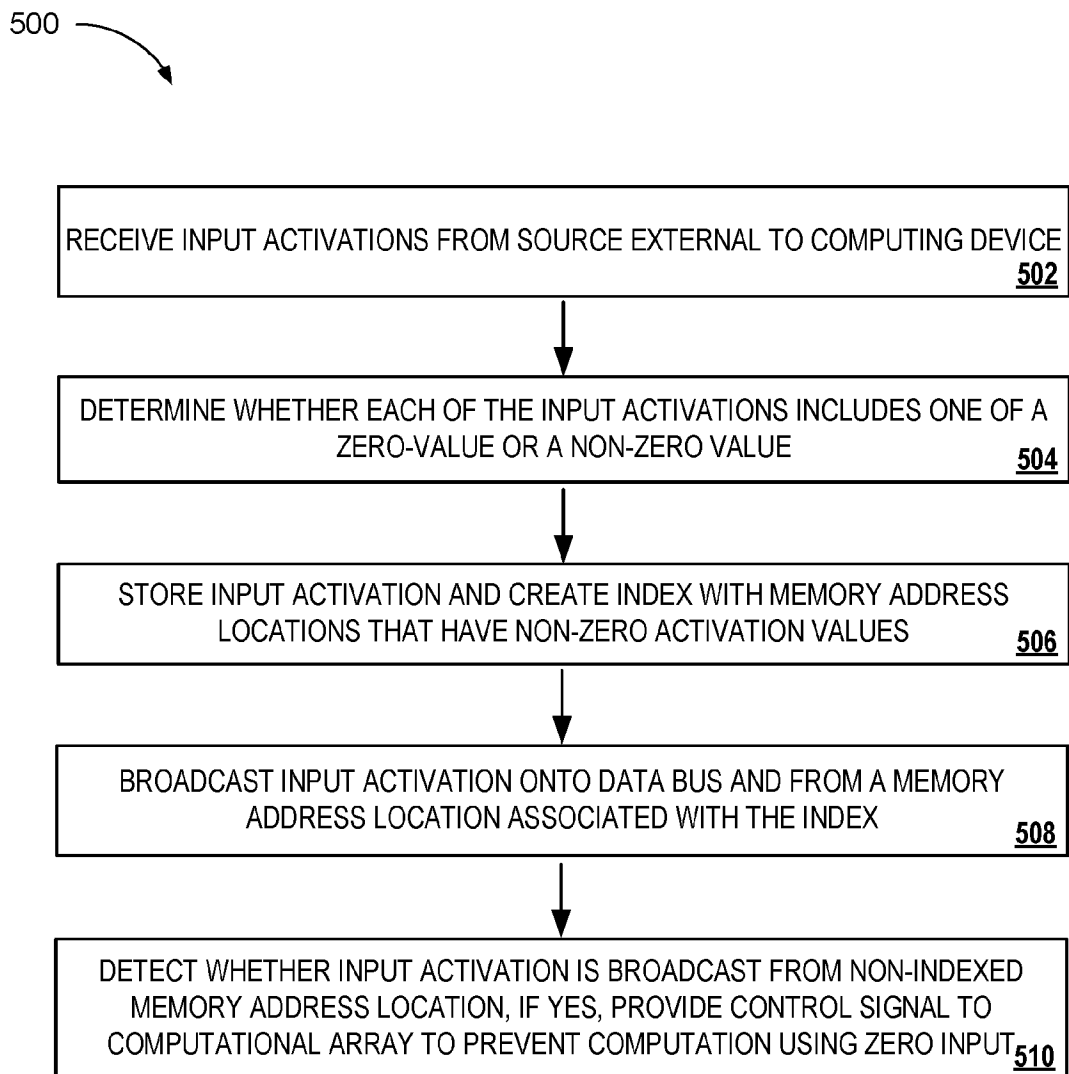 500
RECEIVE INPUT ACTIVATIONS FROM SOURCE EXTERNAL TO COMPUTING DEVICE
502
DETERMINE WHETHER EACH OF THE INPUT ACTIVATIONS INCLUDES ONE OF A
ZERO-VALUE OR A NON-ZERO VALUE
504
STORE INPUT ACTIVATION AND CREATE INDEX WITH MEMORY ADDRESS
LOCATIONS THAT HAVE NON-ZERO ACTIVATION VALUES
506
BROADCAST INPUT ACTIVATION ONTO DATA BUS AND FROM A MEMORY
ADDRESS LOCATION ASSOCIATED WITH THE INDEX
508
DETECT WHETHER INPUT ACTIVATION IS BROADCAST FROM NON-INDEXED
MEMORY ADDRESS LOCATION, IF YES, PROVIDE CONTROL SIGNAL TO
COMPUTATIONAL ARRAY TO PREVENT COMPUTATION USING ZERO INPUT
510